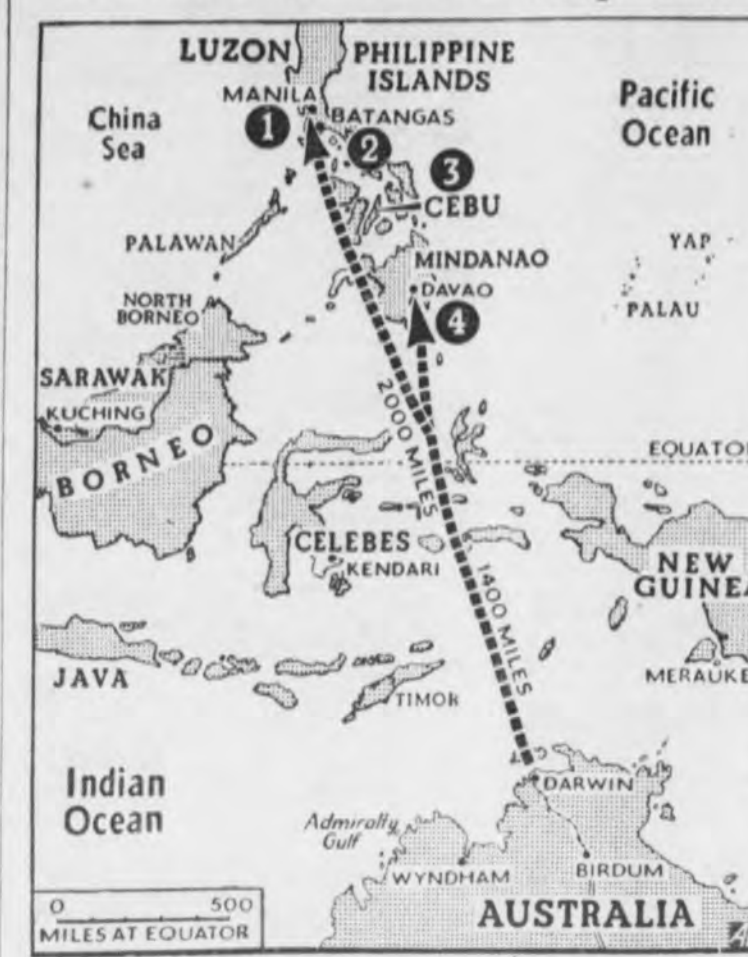 LUZON
PHILIPPINE
ISLANDS
MANILA
BATANGAS
China
Sea
Pacific
Ocean
1
2
3
CEBU
PALAWAN
MINDANAO
YAP
DAVAO
PALAU
NORTH
BORNEO
4
SARAWAK
KUCHING
BORNEO
2000 MILES
EQUATO
CELEBES
KENDARI
1400 MILES
NEW
GUINEA
MERAUKE
JAVA
TIMOR
Indian
Ocean
DARWIN
Admiralty
Gulf
WYNDHAM
BIRDUM
AUSTRALIA
0 500
MILES AT EQUATOR